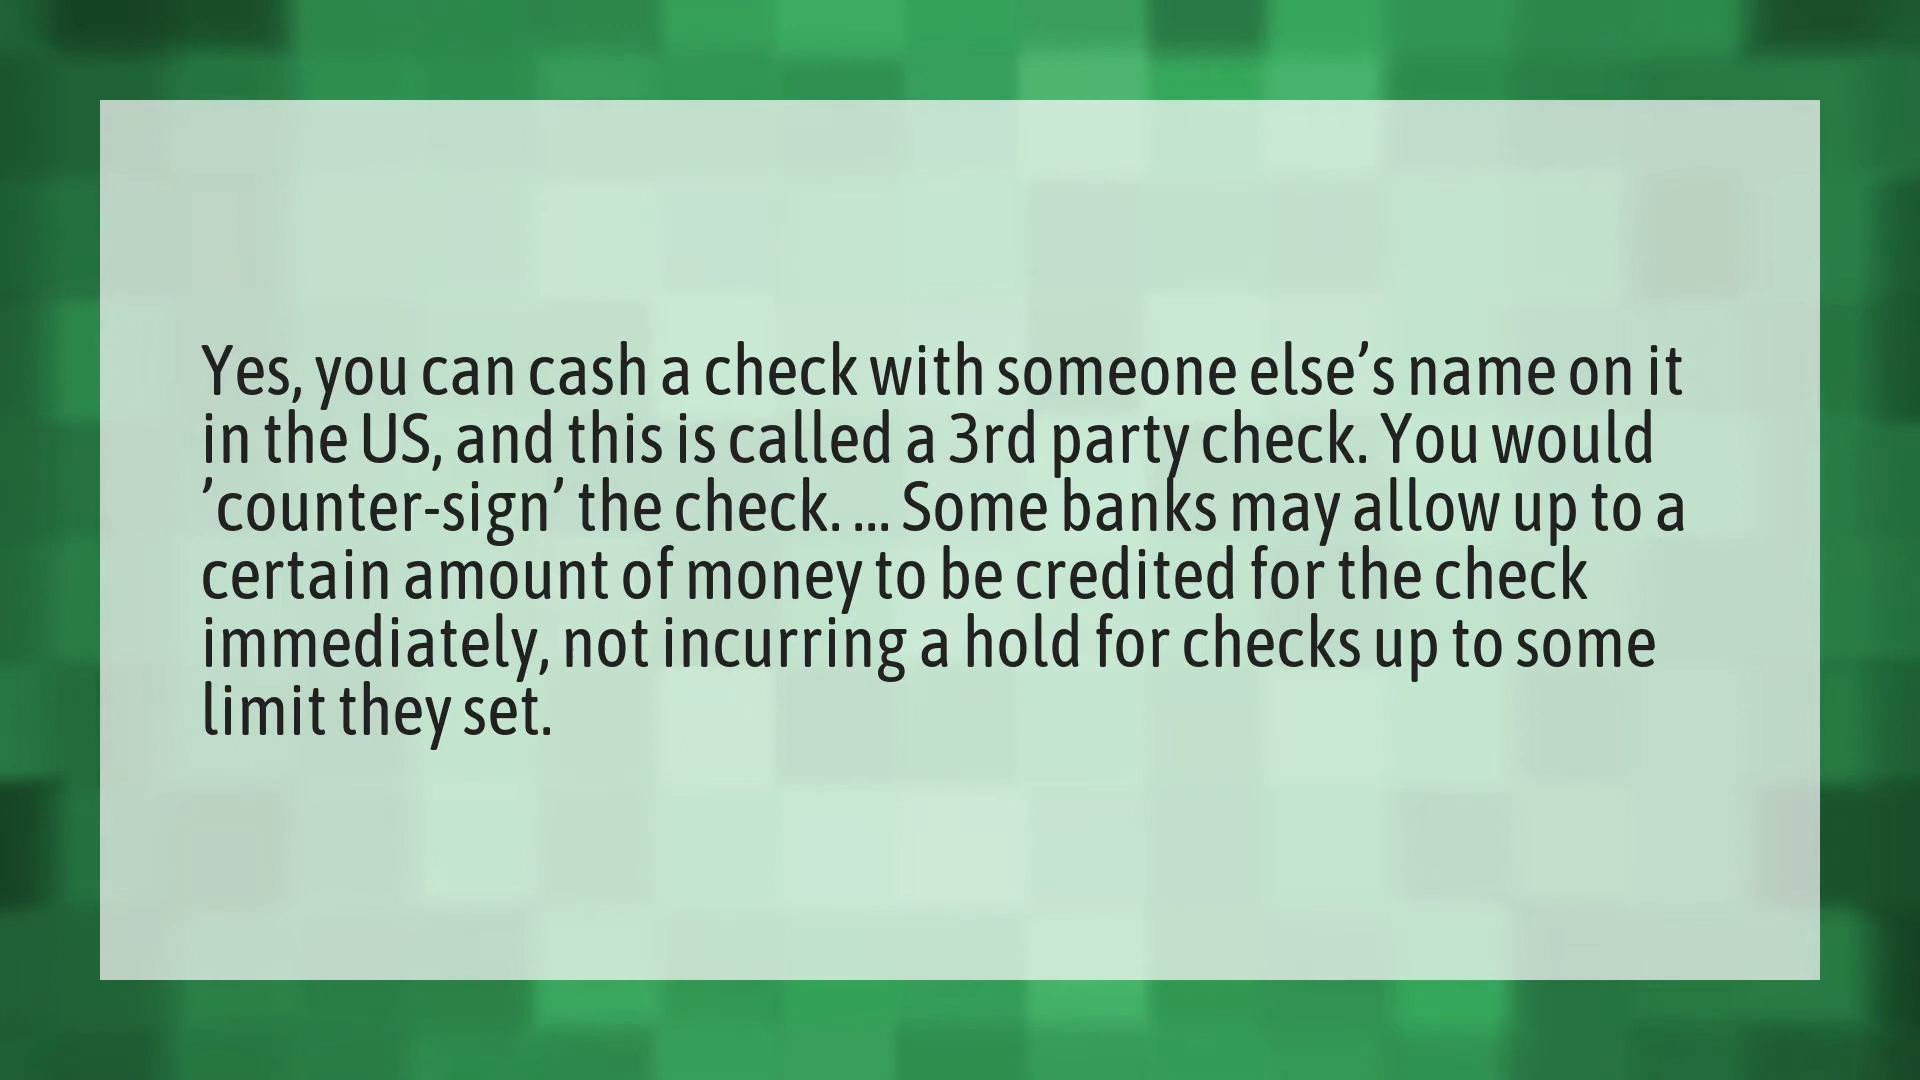 Yes, you can cash a check with someone else’s name on it
in the US, and this is called a 3rd party check. You would
’counter-sign’ the check. ... Some banks may allow up to a
certain amount of money to be credited for the check
immediately, not incurring a hold for checks up to some
limit they set.